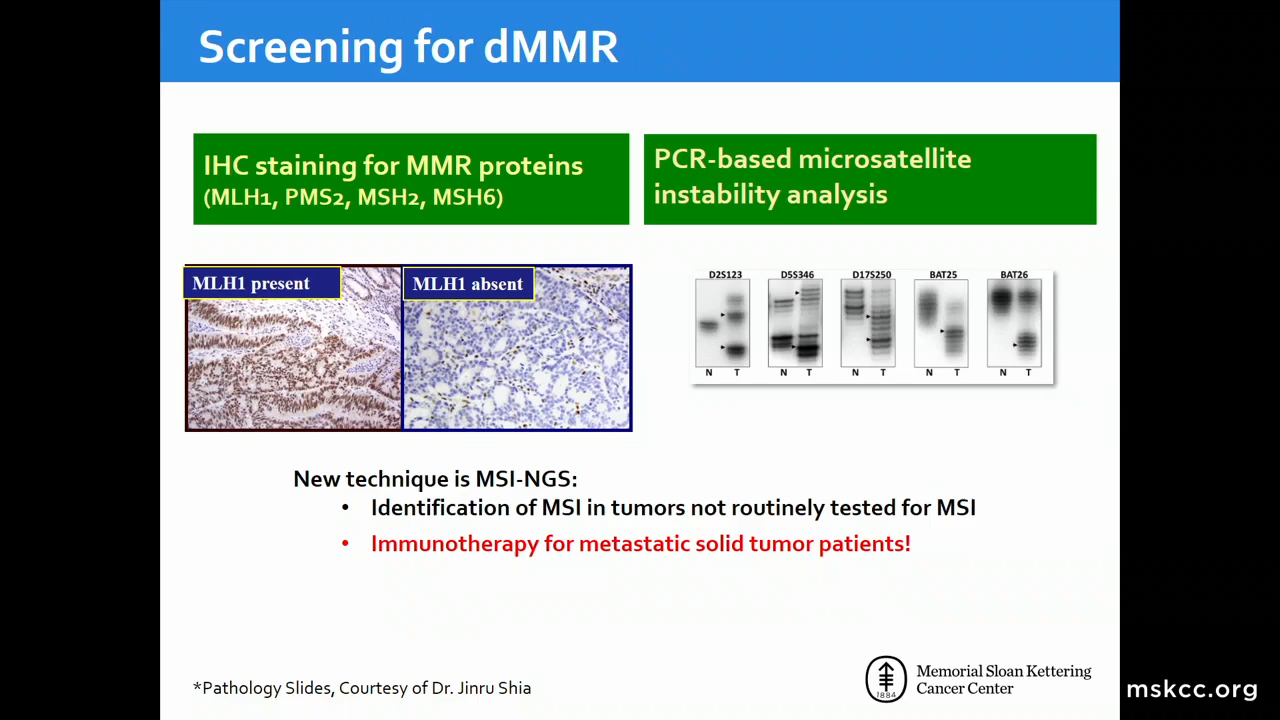 Screening for dMMR
IHC staining for MMR proteins
(MLH1, PMS2, MSH2, MSH6)
PCR-based microsatellite
instability analysis
MLH1 present
MLH1 absent
D2S123
D5S346
D17S250
BAT25
BAT26
N T
N T
N T
N T
N T
New technique is MSI-NGS:
• Identification of MSI in tumors not routinely tested for MSI
• Immunotherapy for metastatic solid tumor patients!
*Pathology Slides, Courtesy of Dr. Jinru Shia
1884
Memorial Sloan Kettering
Cancer Center
mskcc.org